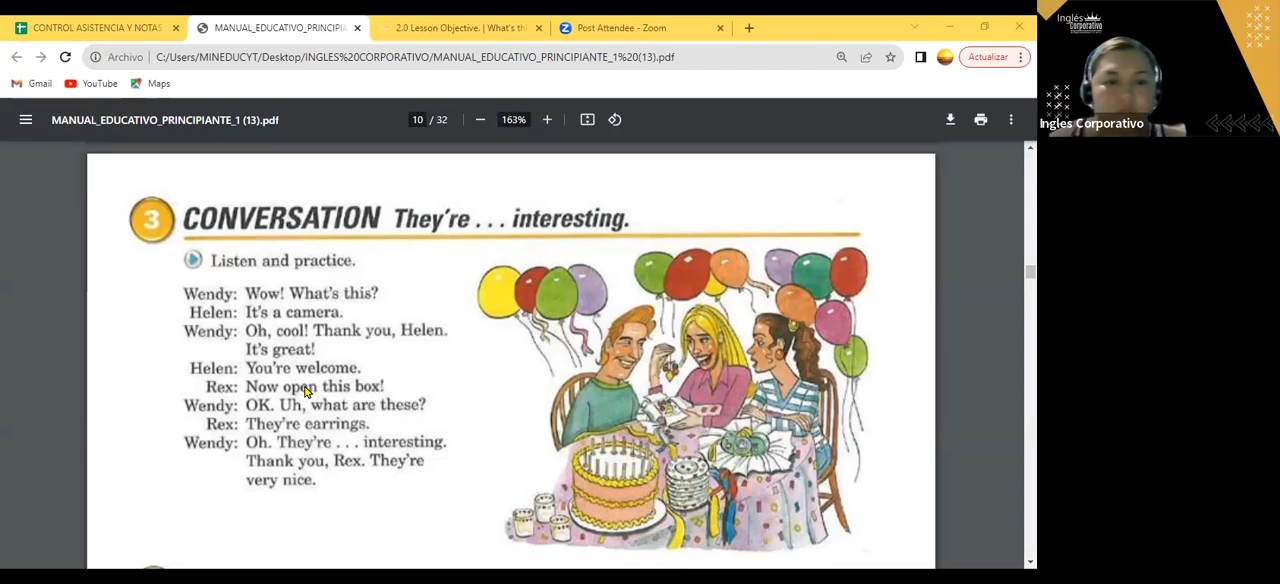 CONTROL ASISTENCIA Y NOTAS
MANUAL_EDUCATIVO_PRINCIPIANTE_
2.0 Lesson Objective. | What's thi
Post Attendee - Zoom
Archivo
C:/Users/MINEDUCYT/Desktop/INGLES%20CORPORATIVO/MANUAL_EDUCATIVO_PRINCIPIANTE_1%20(13).pdf
Actualizar
Gmail
YouTube
Maps
MANUAL_EDUCATIVO_PRINCIPIANTE_1 (13).pdf
10 / 32
163%
3 CONVERSATION They're . . . interesting.
Listen and practice.
Wendy: Wow! What's this?
Helen: It's a camera.
Wendy: Oh, cool! Thank you, Helen.
It's great!
Helen: You're welcome.
Rex: Now open this box!
Wendy: OK. Uh, what are these?
Rex: They're earrings.
Wendy: Oh. They're . . . interesting.
Thank you, Rex. They're
very nice.
Inglés
Corporativo
Ingles Corporativo